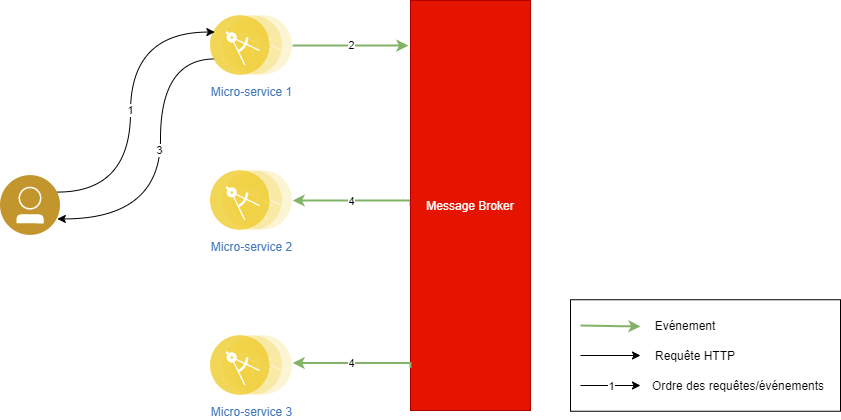 2
Micro-service 1
1
3
4
Message Broker
Micro-service 2
Evénement
Requête HTTP
4
1
Ordre des requêtes/événements
Micro-service 3